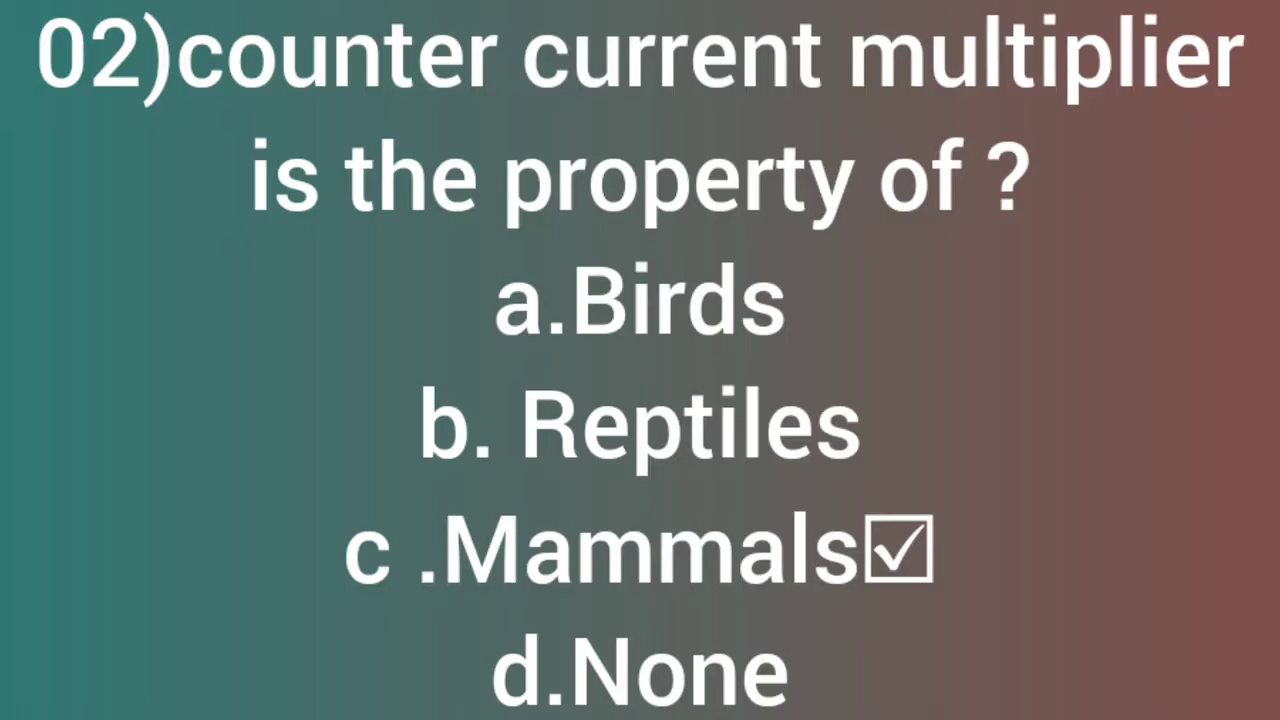 02)counter current multiplier
is the property of ?
a.Birds
b. Reptiles
c .Mammals☑
d.None